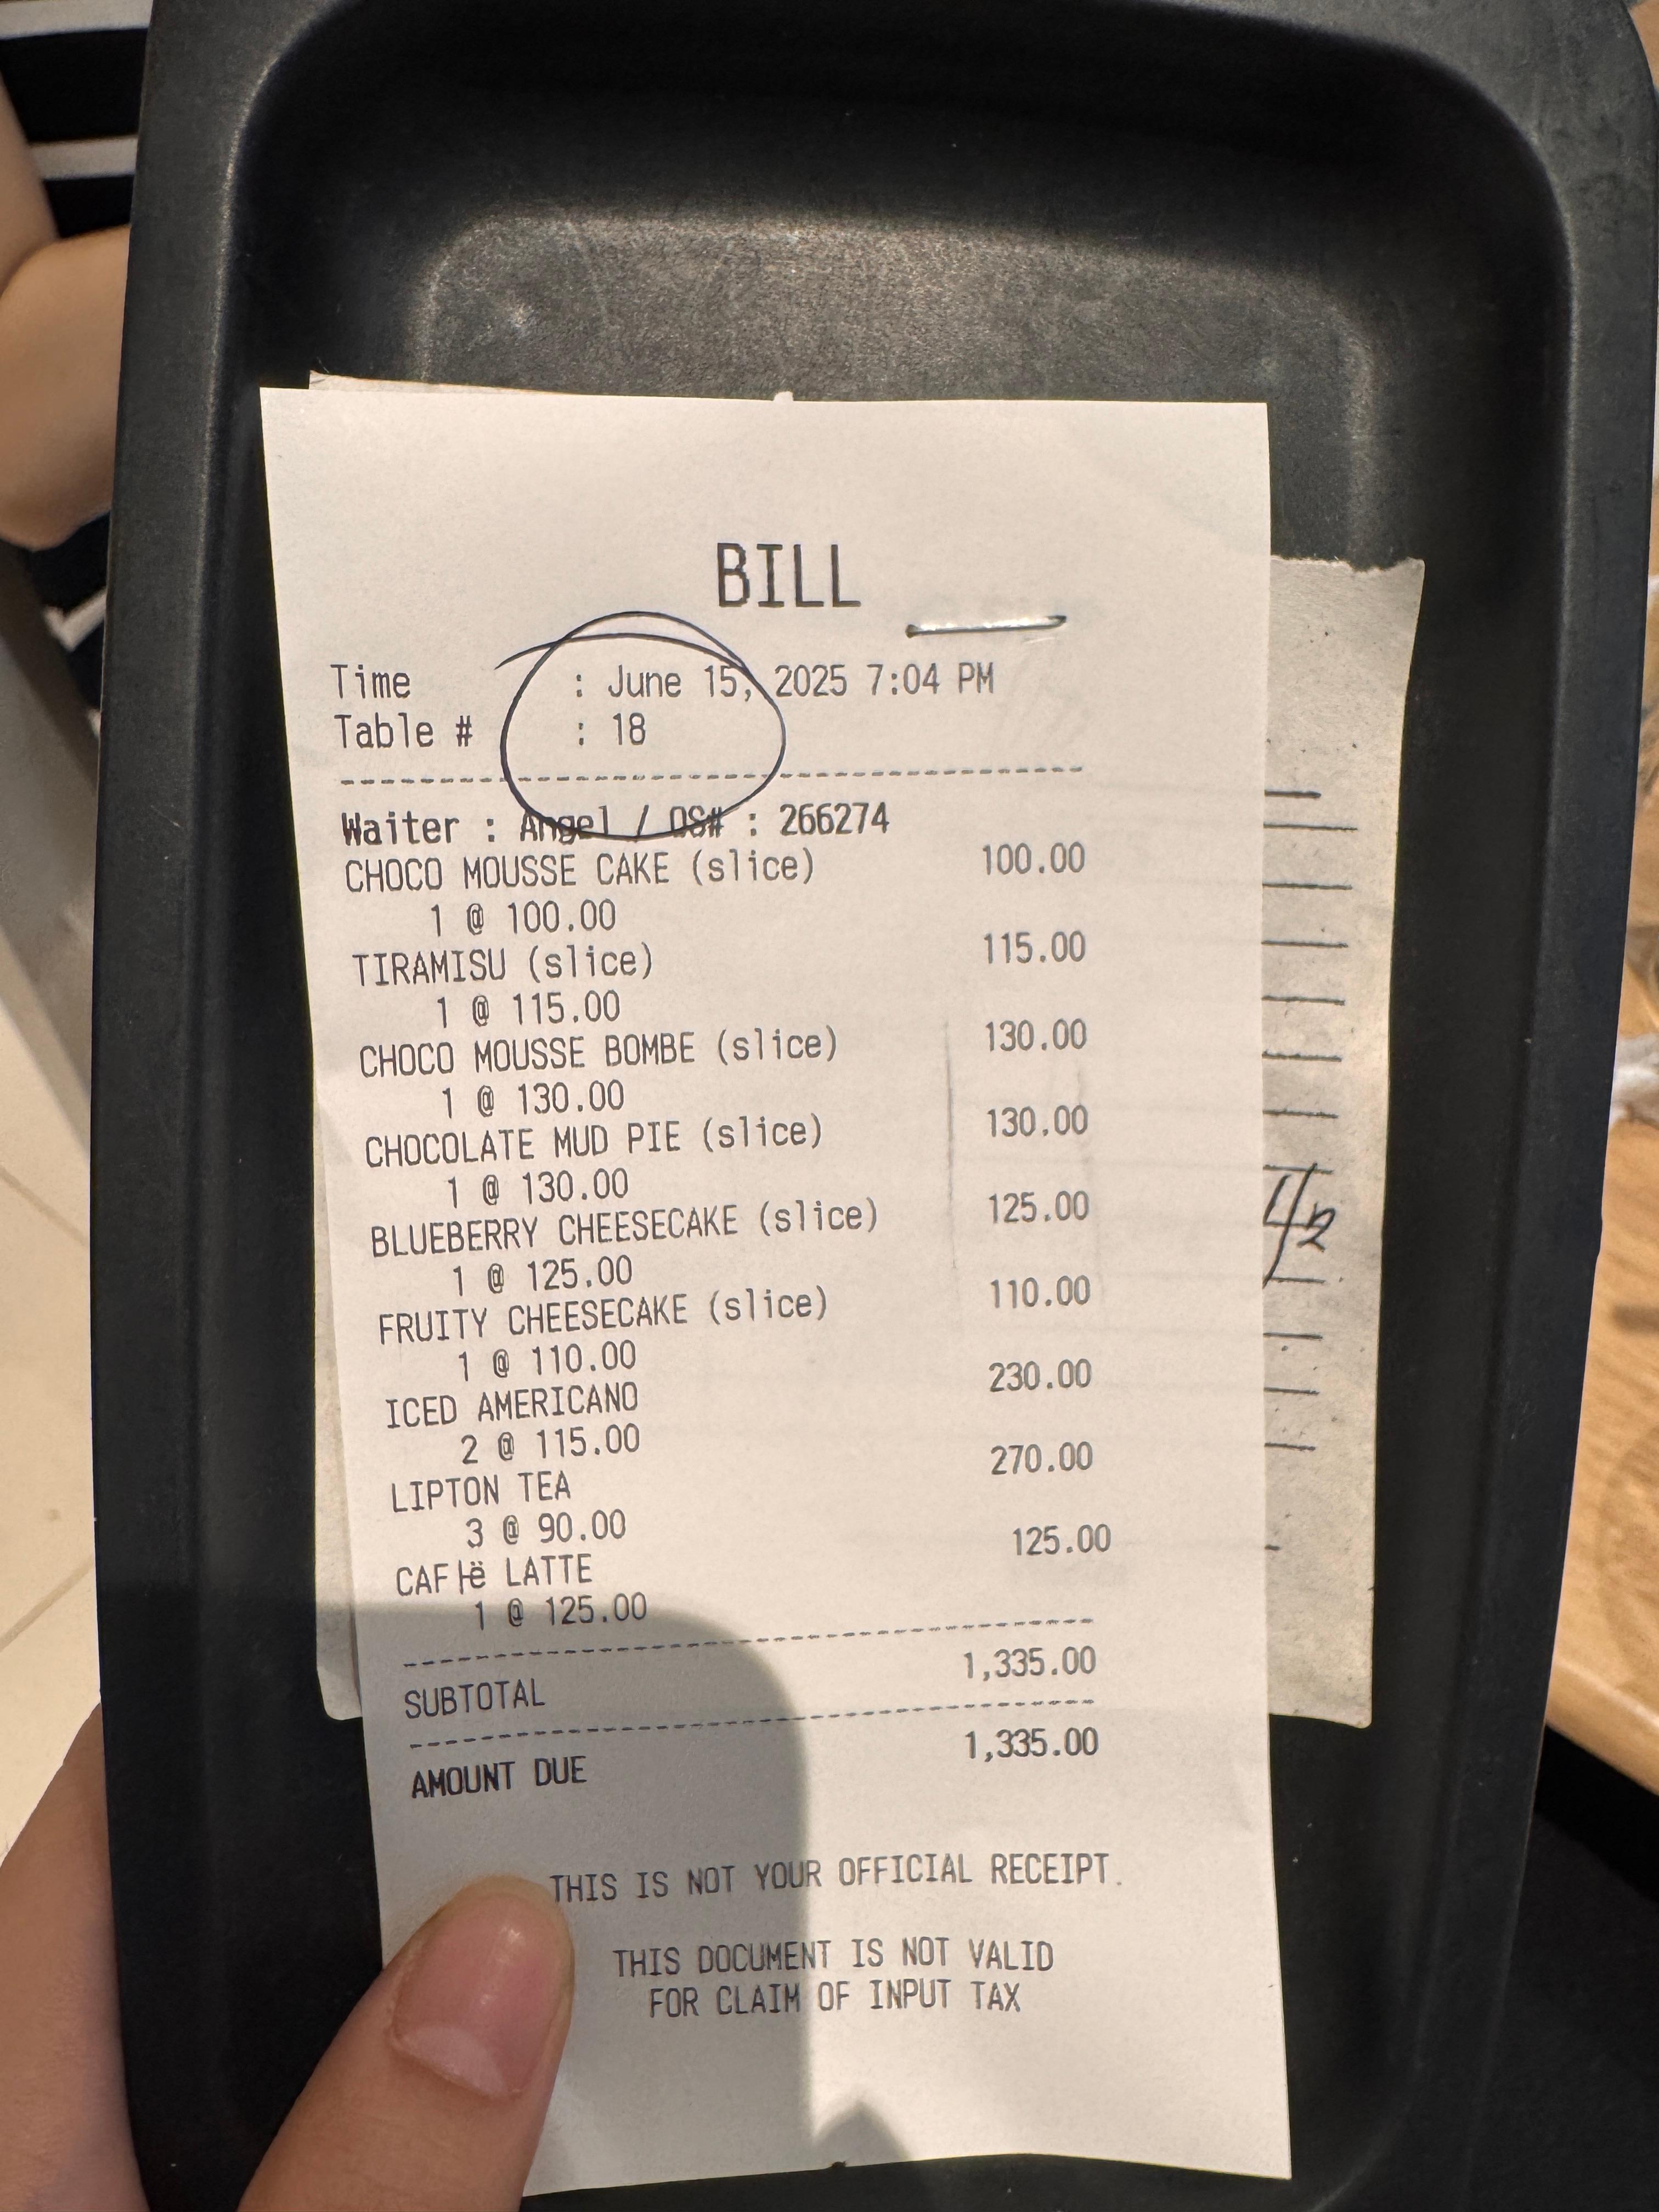 BILL
Time : June 15, 2025 7:04 PM
Table # : 18
Waiter : Angel / OS# : 266274
CHOCO MOUSSE CAKE (slice) 100.00
1 @ 100.00
TIRAMISU (slice) 115.00
1 @ 115.00
CHOCO MOUSSE BOMBE (slice) 130.00
1 @ 130.00
CHOCOLATE MUD PIE (slice) 130.00
1 @ 130.00
BLUEBERRY CHEESECAKE (slice) 125.00
1 @ 125.00
FRUITY CHEESECAKE (slice) 110.00
1 @ 110.00
ICED AMERICANO 230.00
2 @ 115.00
LIPTON TEA 270.00
3 @ 90.00
CAF├ë LATTE 125.00
1 @ 125.00
SUBTOTAL 1,335.00
AMOUNT DUE 1,335.00
THIS IS NOT YOUR OFFICIAL RECEIPT.
THIS DOCUMENT IS NOT VALID
FOR CLAIM OF INPUT TAX